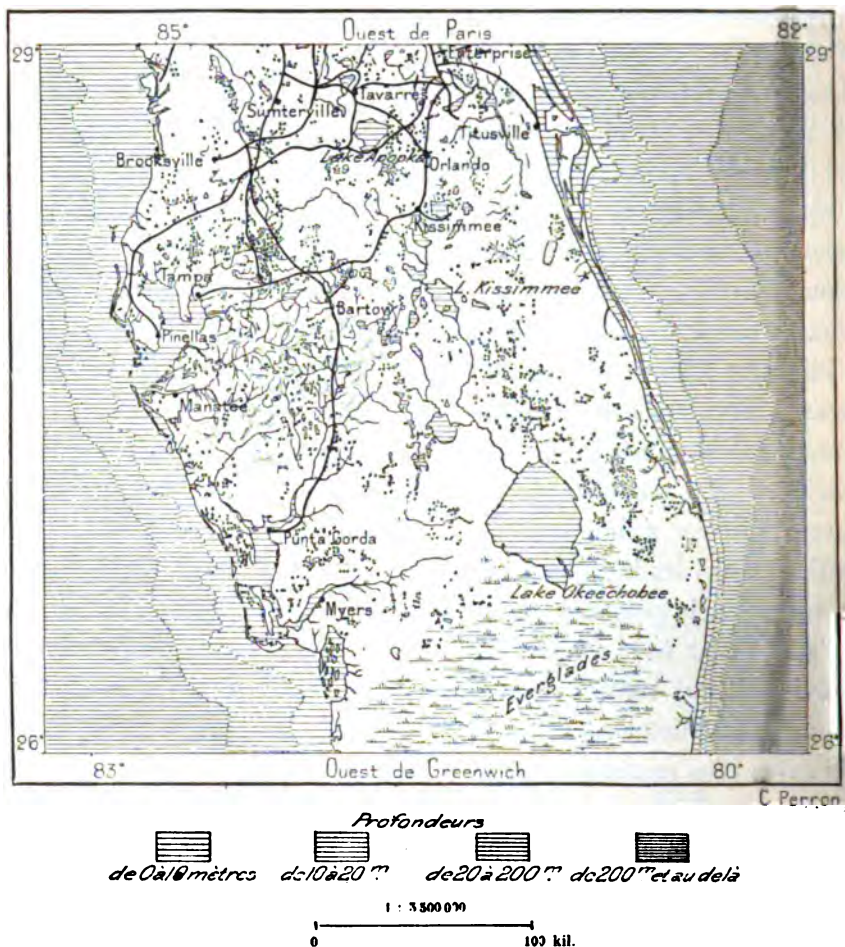 85° Ouest de Paris 82°
29° 29°
Enterprise
Tavarre
Sumterville
Titusville
Brooksville
Lake Apopka
Orlando
Kissimmee
Tampa
L. Kissimmee
Bartow
Pinellas
Manatee
Punta Gorda
Lake Okeechobee
Myers
Everglades
26° 26°
83° Ouest de Greenwich 80°
C. Perron
Profondeurs
de 0 à 10 mètres de 10 à 20 m. de 20 à 200 m. de 200 m et au delà
1 : 3 500 000
0 100 kil.